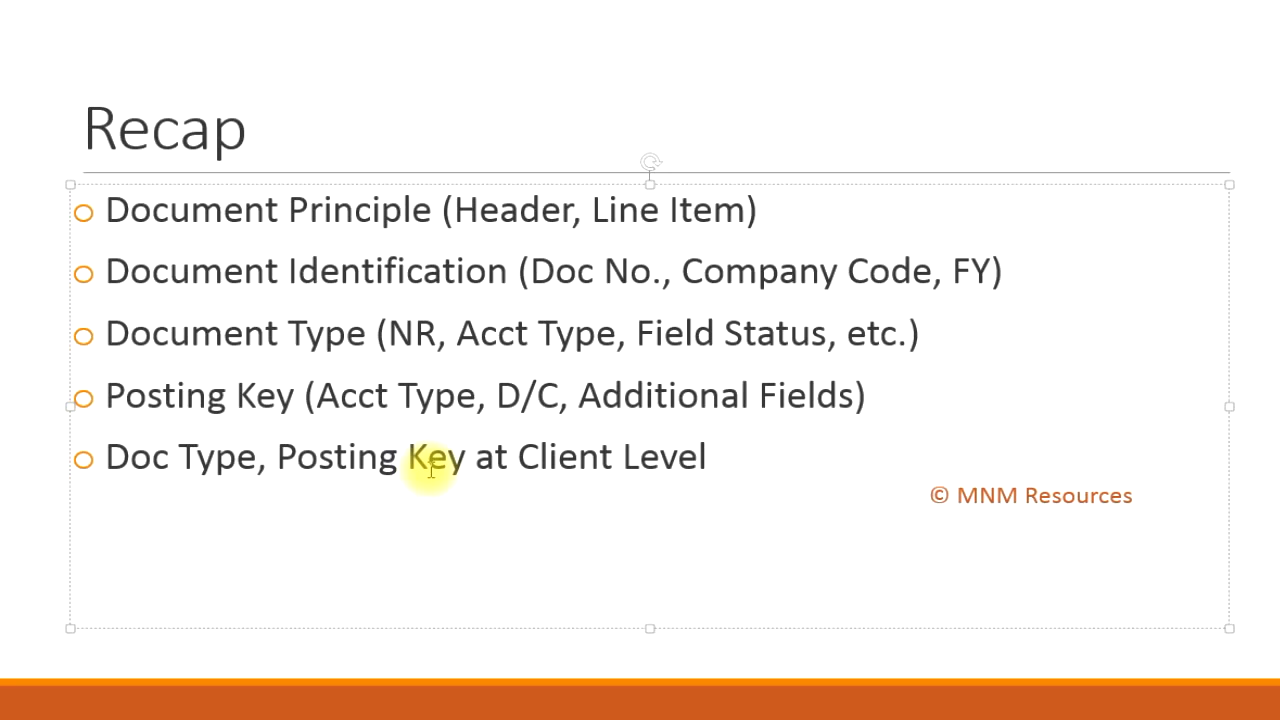 Recap
Document Principle (Header, Line Item)
Document Identification (Doc No., Company Code, FY)
Document Type (NR, Acct Type, Field Status, etc.)
Posting Key (Acct Type, D/C, Additional Fields)
Doc Type, Posting Key at Client Level
© MNM Resources